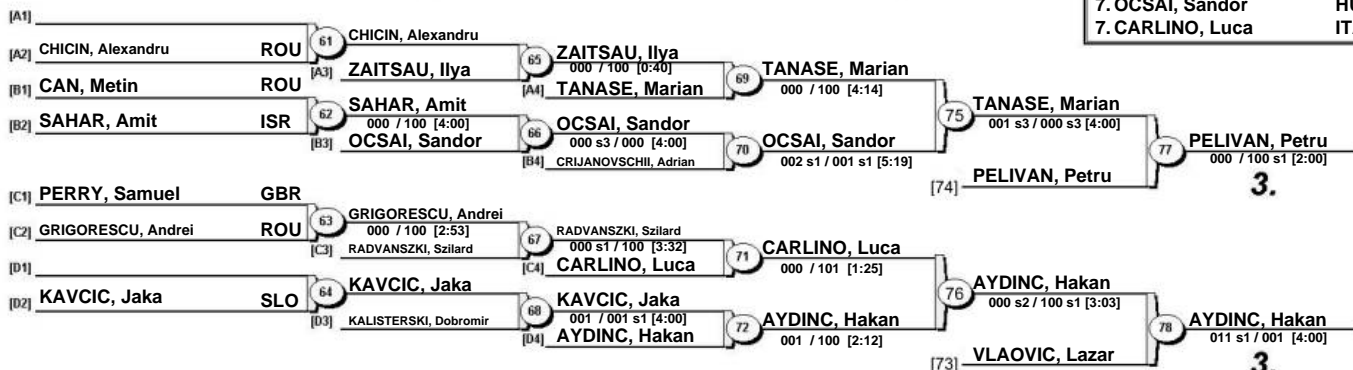 7. OCSAI, Sandor HU
7. CARLINO, Luca IT
[A1]
[A2] CHICIN, Alexandru ROU
61 CHICIN, Alexandru
[A3] ZAITSAU, Ilya
65 ZAITSAU, Ilya
000 / 100 [0:40]
[A4] TANASE, Marian
69 TANASE, Marian
000 / 100 [4:14]
[B1] CAN, Metin ROU
[B2] SAHAR, Amit ISR
62 SAHAR, Amit
000 / 100 [4:00]
[B3] OCSAI, Sandor
66 OCSAI, Sandor
000 s3 / 000 [4:00]
[B4] CRIJANOVSCHII, Adrian
70 OCSAI, Sandor
002 s1 / 001 s1 [5:19]
75 TANASE, Marian
001 s3 / 000 s3 [4:00]
[74] PELIVAN, Petru
77 PELIVAN, Petru
000 / 100 s1 [2:00]
3.
[C1] PERRY, Samuel GBR
[C2] GRIGORESCU, Andrei ROU
63 GRIGORESCU, Andrei
000 / 100 [2:53]
[C3] RADVANSZKI, Szilard
67 RADVANSZKI, Szilard
000 s1 / 100 [3:32]
[C4] CARLINO, Luca
71 CARLINO, Luca
000 / 101 [1:25]
[D1]
[D2] KAVCIC, Jaka SLO
64 KAVCIC, Jaka
[D3] KALISTERSKI, Dobromir
68 KAVCIC, Jaka
001 / 001 s1 [4:00]
[D4] AYDINC, Hakan
72 AYDINC, Hakan
001 / 100 [2:12]
76 AYDINC, Hakan
000 s2 / 100 s1 [3:03]
[73] VLAOVIC, Lazar
78 AYDINC, Hakan
011 s1 / 001 [4:00]
3.